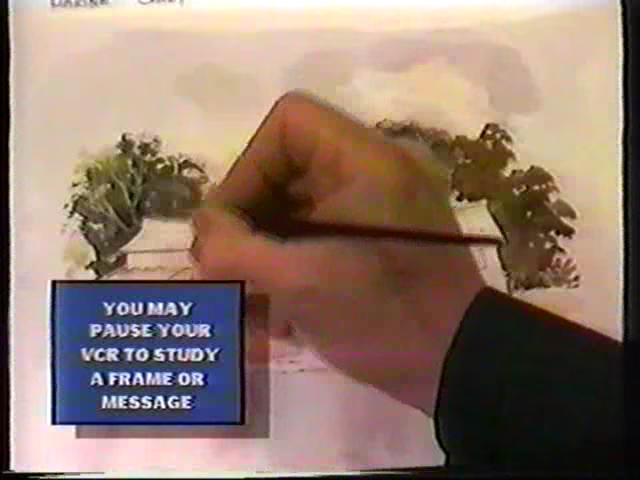 YOU MAY
PAUSE YOUR
VCR TO STUDY
A FRAME OR
MESSAGE